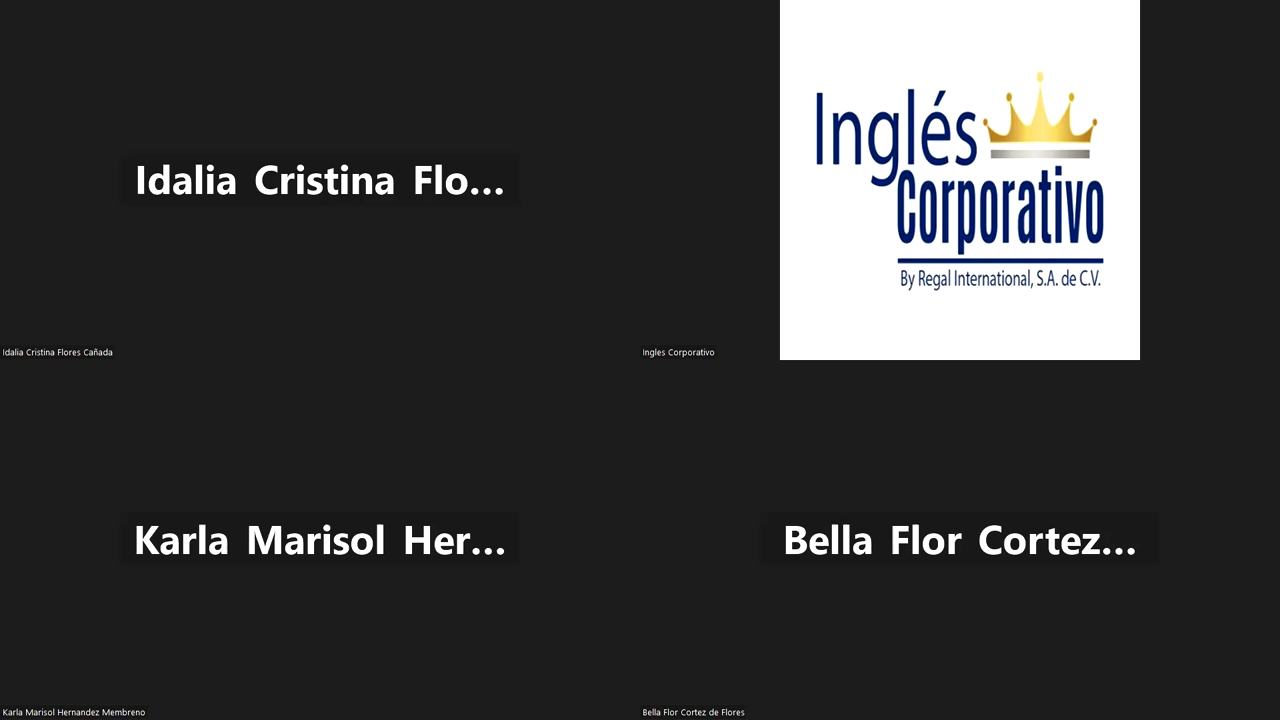 Idalia Cristina Flo...
Idalia Cristina Flores Cañada
Inglés
Corporativo
By Regal International, S.A. de C.V.
Ingles Corporativo
Karla Marisol Her...
Karla Marisol Hernandez Membreno
Bella Flor Cortez...
Bella Flor Cortez de Flores